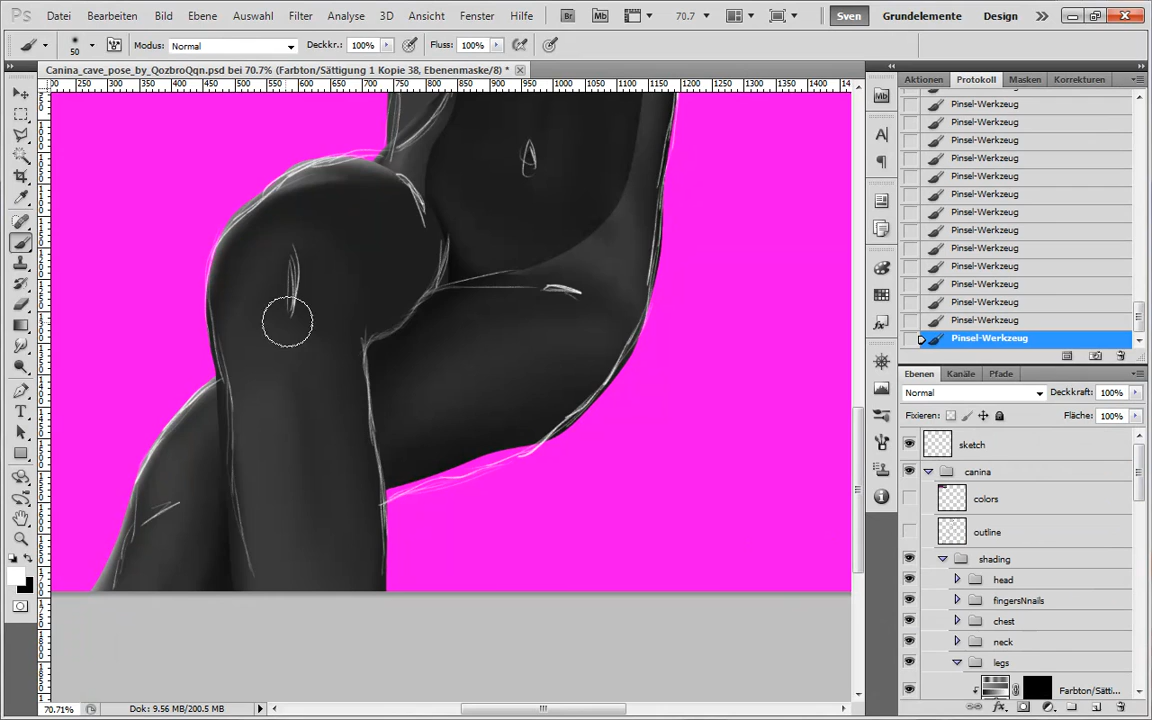 Ps Datei Bearbeiten Bild Ebene Auswahl Filter Analyse 3D Ansicht Fenster Hilfe Br Mb 70.7 Sven Grundelemente Design
50 Modus: Normal Deckkr.: 100% Fluss: 100%
Canina_cave_pose_by_QozbroQqn.psd bei 70.7% (Farbton/Sättigung 1 Kopie 38, Ebenenmaske/8) *
Aktionen Protokoll Masken Korrekturen
Pinsel-Werkzeug
Pinsel-Werkzeug
Pinsel-Werkzeug
Pinsel-Werkzeug
Pinsel-Werkzeug
Pinsel-Werkzeug
Pinsel-Werkzeug
Pinsel-Werkzeug
Pinsel-Werkzeug
Pinsel-Werkzeug
Pinsel-Werkzeug
Pinsel-Werkzeug
Pinsel-Werkzeug
Pinsel-Werkzeug
Ebenen Kanäle Pfade
Normal Deckkraft: 100%
Fixieren: Fläche: 100%
sketch
canina
colors
outline
shading
head
fingersNnails
chest
neck
legs
Farbton/Sätti...
70.71% Dok: 9.56 MB/200.5 MB